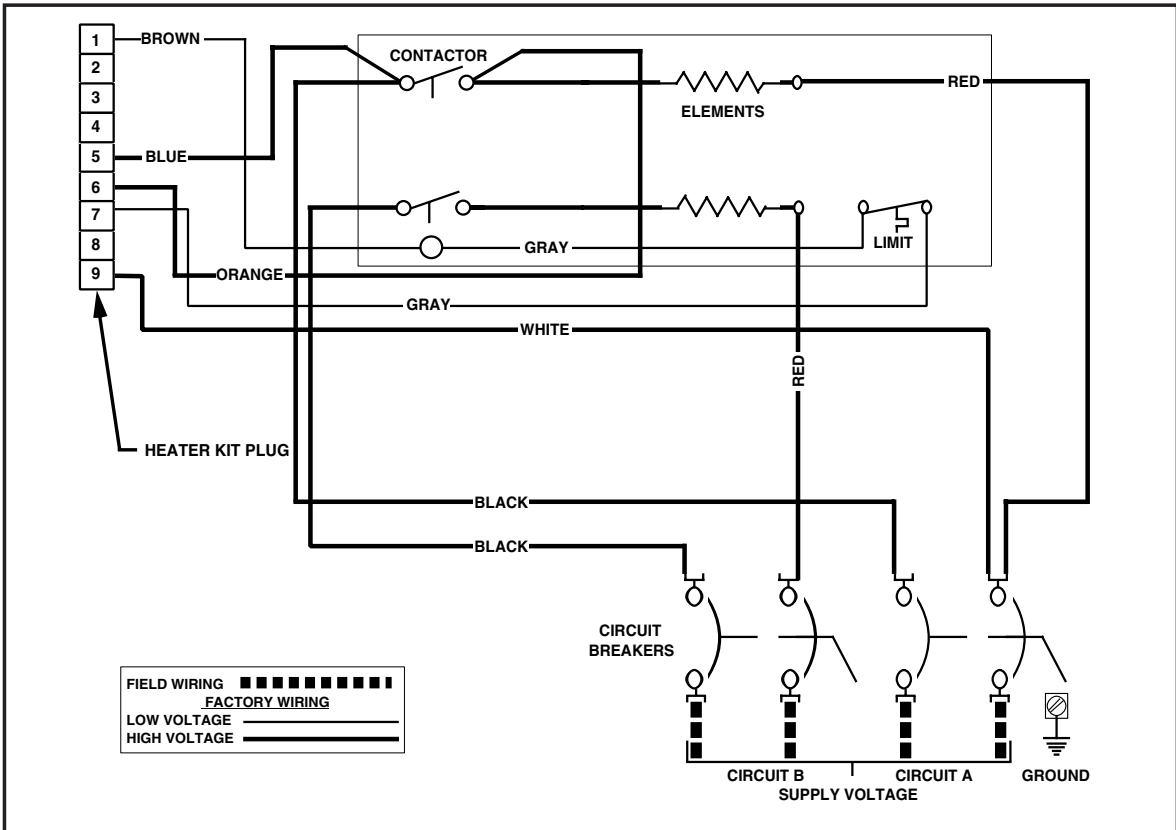 1
BROWN
2
3
4
5
BLUE
6
7
8
9
CONTACTOR
ELEMENTS
RED
GRAY
LIMIT
ORANGE
GRAY
WHITE
RED
HEATER KIT PLUG
BLACK
BLACK
CIRCUIT
BREAKERS
FIELD WIRING
FACTORY WIRING
LOW VOLTAGE
HIGH VOLTAGE
CIRCUIT B
CIRCUIT A
GROUND
SUPPLY VOLTAGE